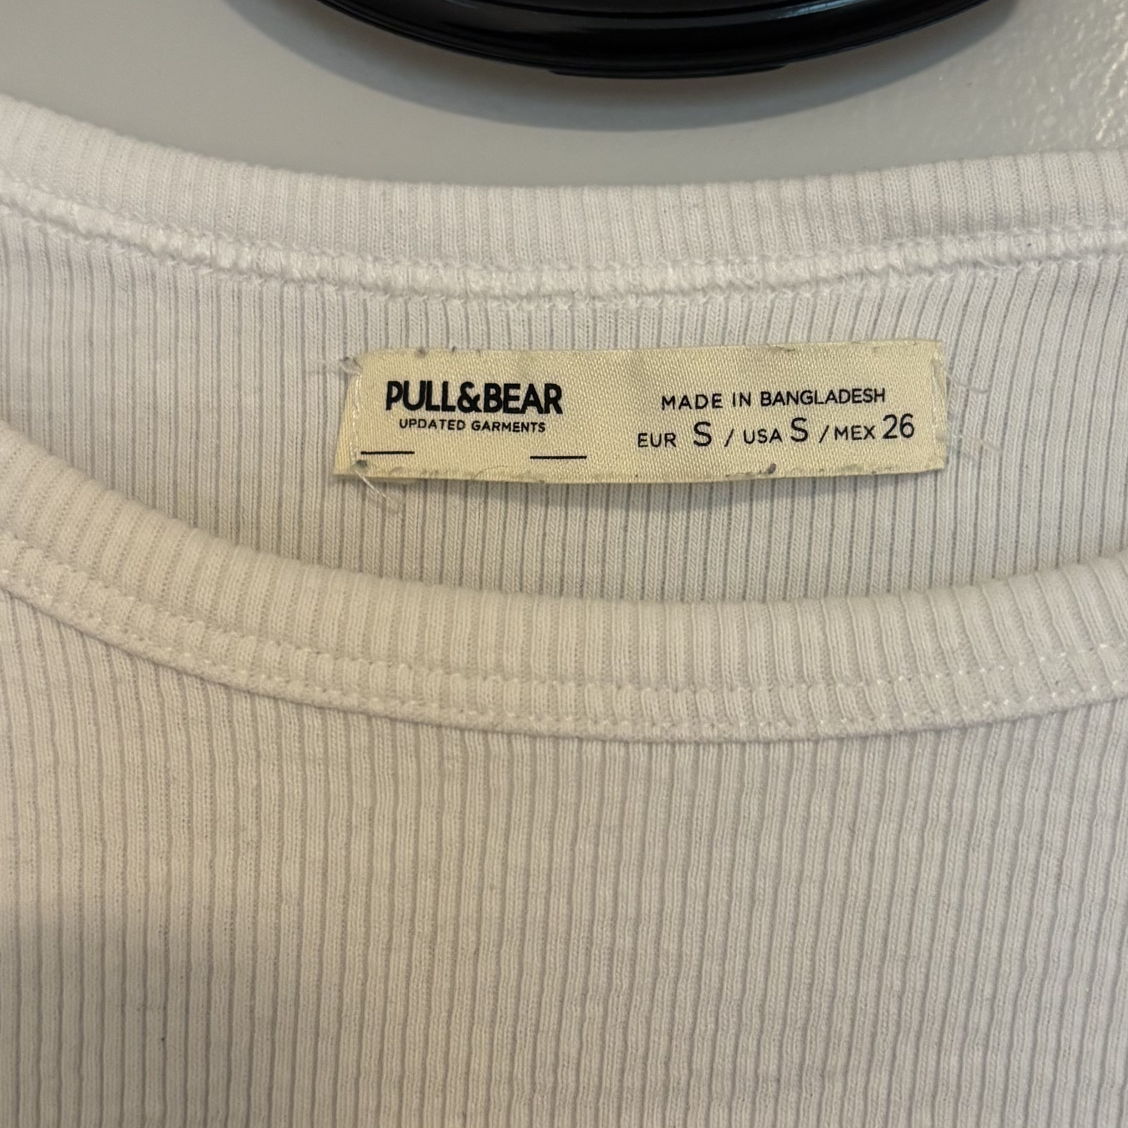 PULL&BEAR
UPDATED GARMENTS
MADE IN BANGLADESH
EUR S / USA S / MEX 26